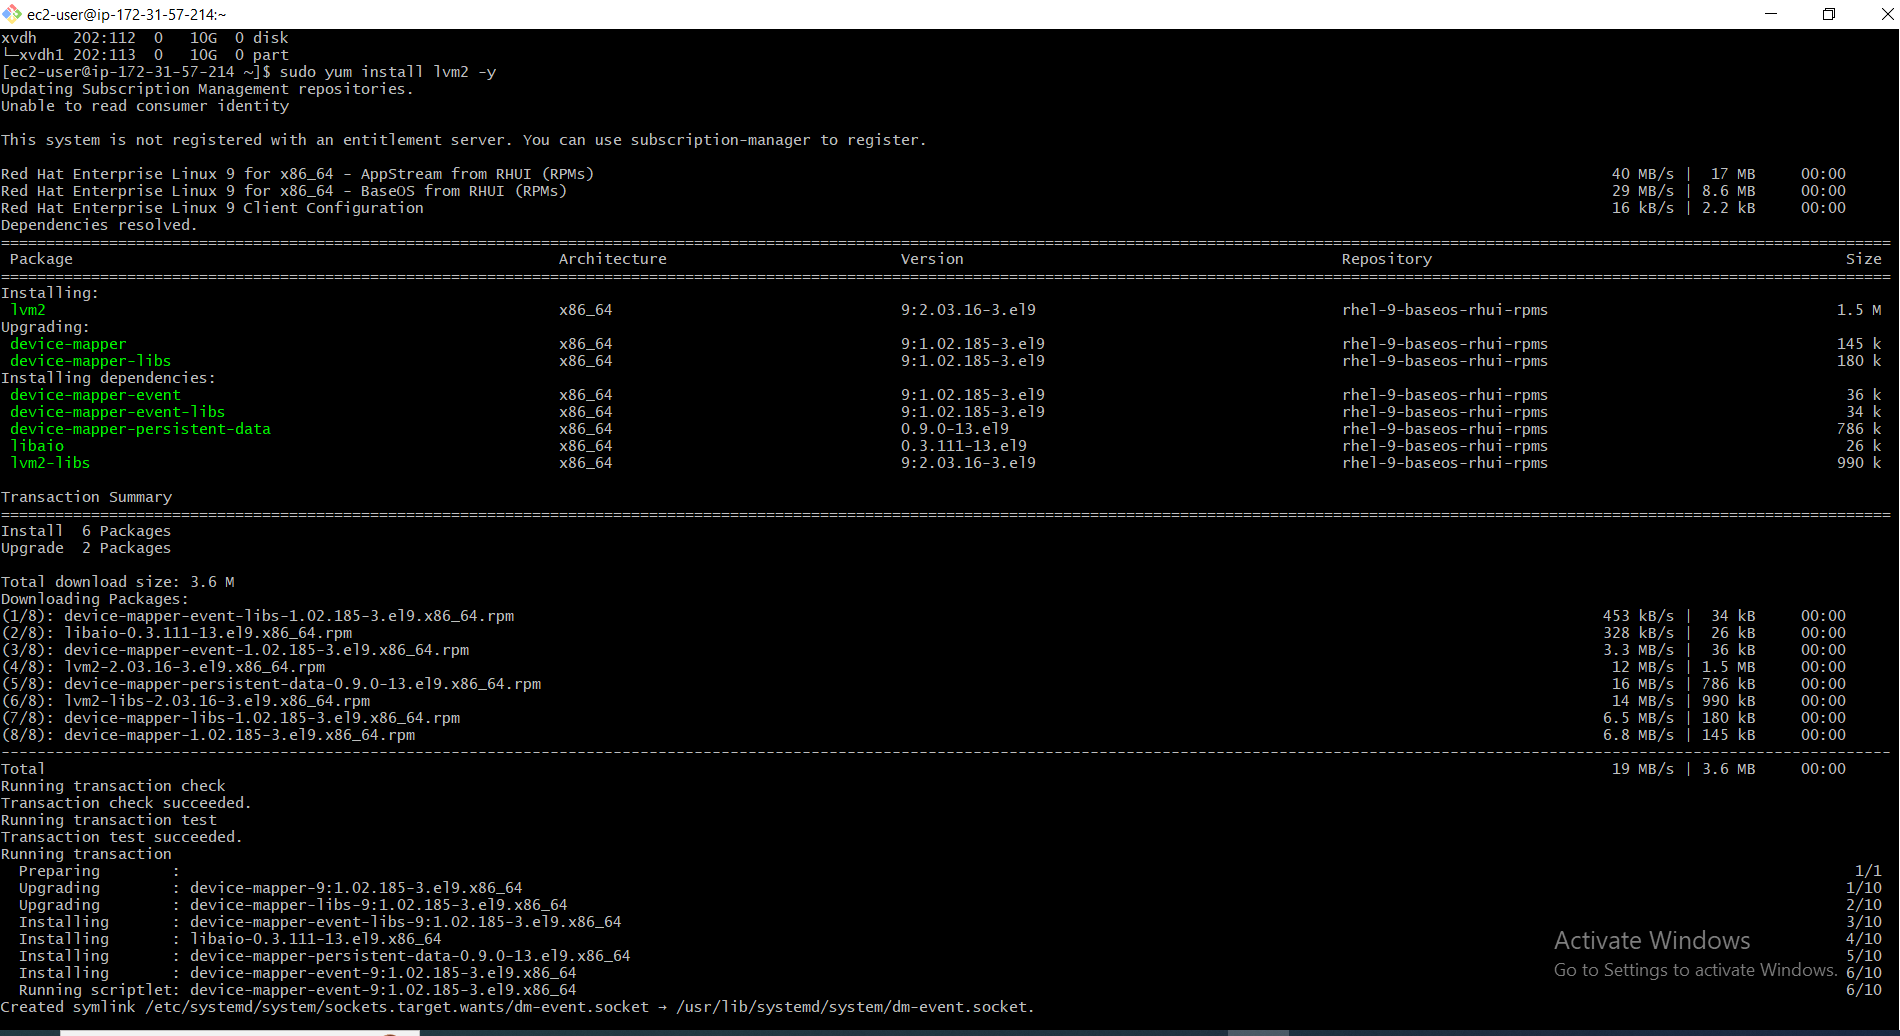 ec2-user@ip-172-31-57-214:~
xvdh    202:112  0   10G  0 disk
└─xvdh1 202:113  0   10G  0 part
[ec2-user@ip-172-31-57-214 ~]$ sudo yum install lvm2 -y
Updating Subscription Management repositories.
Unable to read consumer identity
This system is not registered with an entitlement server. You can use subscription-manager to register.
Red Hat Enterprise Linux 9 for x86_64 - AppStream from RHUI (RPMs) 40 MB/s |  17 MB     00:00
Red Hat Enterprise Linux 9 for x86_64 - BaseOS from RHUI (RPMs) 29 MB/s | 8.6 MB     00:00
Red Hat Enterprise Linux 9 Client Configuration 16 kB/s | 2.2 kB     00:00
Dependencies resolved.
Package Architecture Version Repository Size
Installing:
lvm2 x86_64 9:2.03.16-3.el9 rhel-9-baseos-rhui-rpms 1.5 M
Upgrading:
device-mapper x86_64 9:1.02.185-3.el9 rhel-9-baseos-rhui-rpms 145 k
device-mapper-libs x86_64 9:1.02.185-3.el9 rhel-9-baseos-rhui-rpms 180 k
Installing dependencies:
device-mapper-event x86_64 9:1.02.185-3.el9 rhel-9-baseos-rhui-rpms 36 k
device-mapper-event-libs x86_64 9:1.02.185-3.el9 rhel-9-baseos-rhui-rpms 34 k
device-mapper-persistent-data x86_64 0.9.0-13.el9 rhel-9-baseos-rhui-rpms 786 k
libaio x86_64 0.3.111-13.el9 rhel-9-baseos-rhui-rpms 26 k
lvm2-libs x86_64 9:2.03.16-3.el9 rhel-9-baseos-rhui-rpms 990 k
Transaction Summary
Install  6 Packages
Upgrade  2 Packages
Total download size: 3.6 M
Downloading Packages:
(1/8): device-mapper-event-libs-1.02.185-3.el9.x86_64.rpm 453 kB/s |  34 kB     00:00
(2/8): libaio-0.3.111-13.el9.x86_64.rpm 328 kB/s |  26 kB     00:00
(3/8): device-mapper-event-1.02.185-3.el9.x86_64.rpm 3.3 MB/s |  36 kB     00:00
(4/8): lvm2-2.03.16-3.el9.x86_64.rpm 12 MB/s | 1.5 MB     00:00
(5/8): device-mapper-persistent-data-0.9.0-13.el9.x86_64.rpm 16 MB/s | 786 kB     00:00
(6/8): lvm2-libs-2.03.16-3.el9.x86_64.rpm 14 MB/s | 990 kB     00:00
(7/8): device-mapper-libs-1.02.185-3.el9.x86_64.rpm 6.5 MB/s | 180 kB     00:00
(8/8): device-mapper-1.02.185-3.el9.x86_64.rpm 6.8 MB/s | 145 kB     00:00
Total 19 MB/s | 3.6 MB     00:00
Running transaction check
Transaction check succeeded.
Running transaction test
Transaction test succeeded.
Running transaction
Preparing        : 1/1
Upgrading        : device-mapper-9:1.02.185-3.el9.x86_64 1/10
Upgrading        : device-mapper-libs-9:1.02.185-3.el9.x86_64 2/10
Installing       : device-mapper-event-libs-9:1.02.185-3.el9.x86_64 3/10
Installing       : libaio-0.3.111-13.el9.x86_64 4/10
Installing       : device-mapper-persistent-data-0.9.0-13.el9.x86_64 5/10
Installing       : device-mapper-event-9:1.02.185-3.el9.x86_64 6/10
Running scriptlet: device-mapper-event-9:1.02.185-3.el9.x86_64 6/10
Created symlink /etc/systemd/system/sockets.target.wants/dm-event.socket → /usr/lib/systemd/system/dm-event.socket.
Activate Windows
Go to Settings to activate Windows.